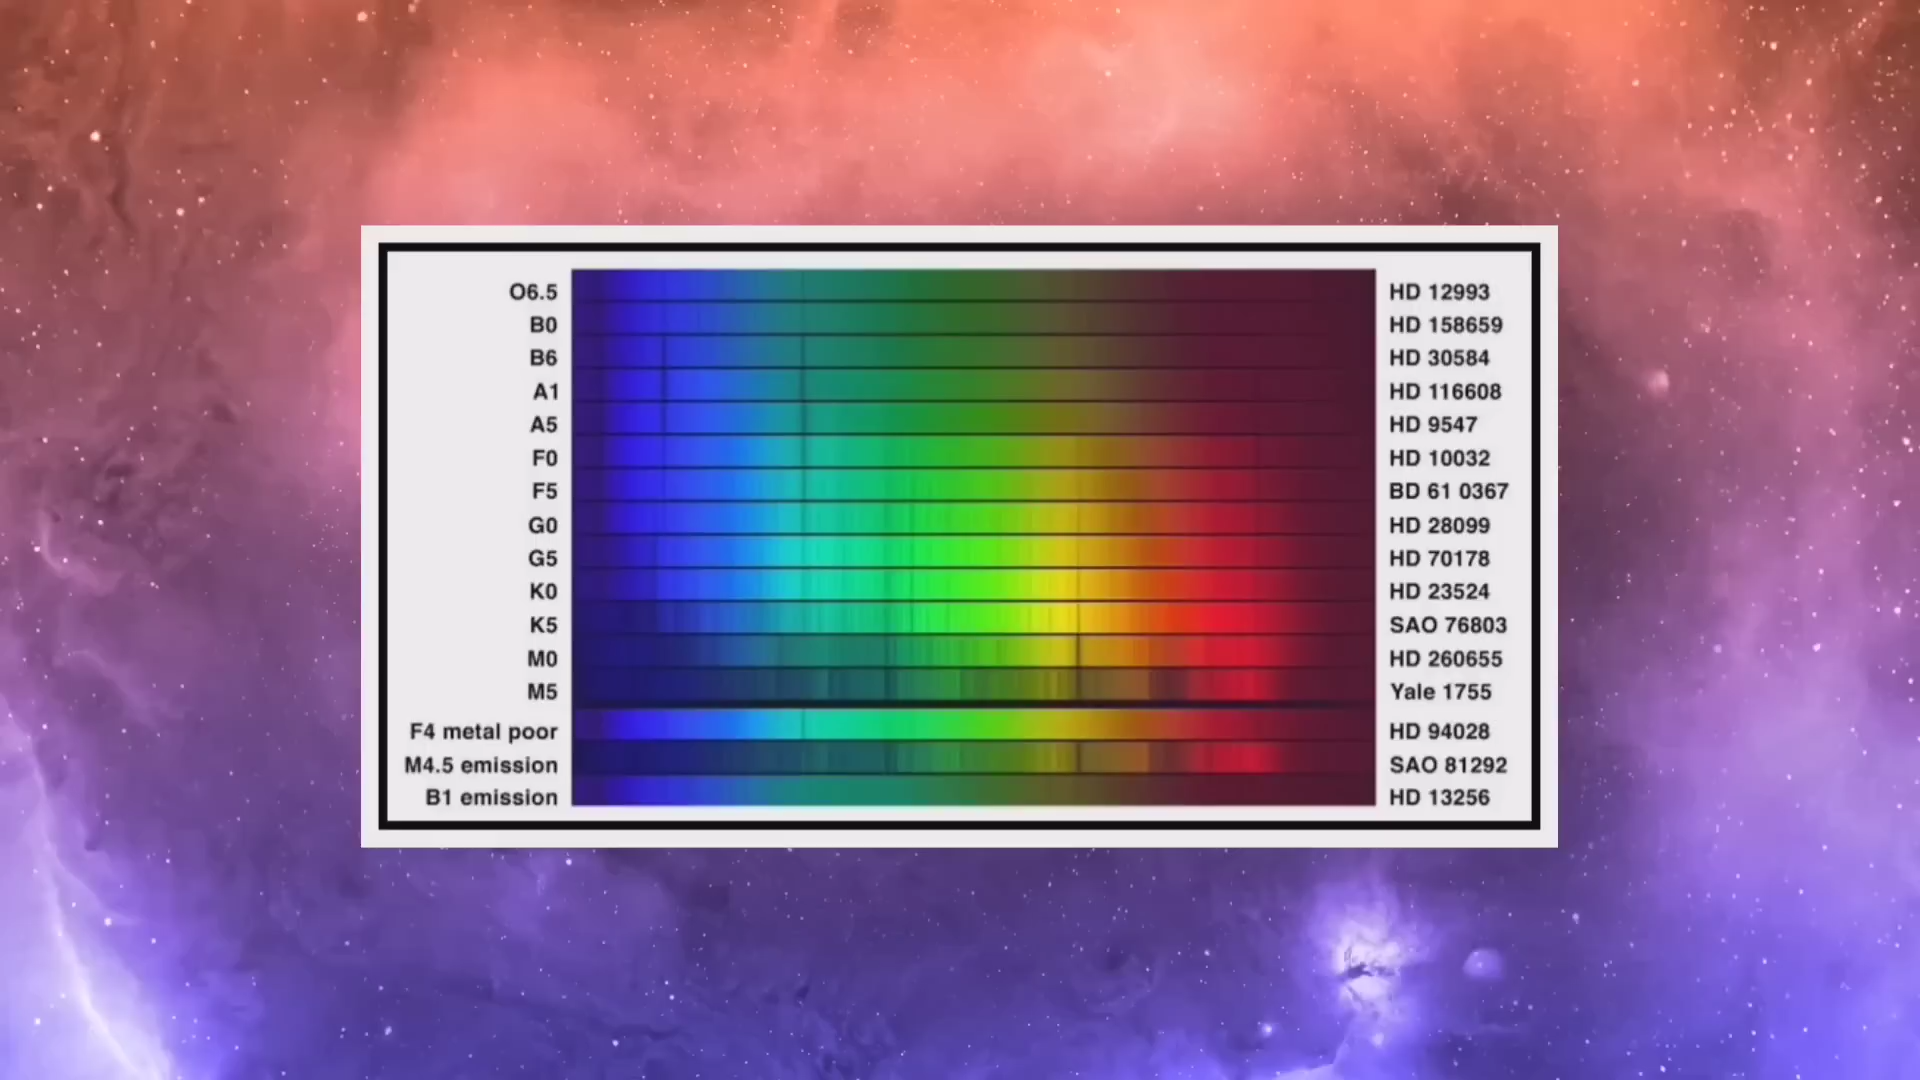 O6.5 HD 12993
B0 HD 158659
B6 HD 30584
A1 HD 116608
A5 HD 9547
F0 HD 10032
F5 BD 61 0367
G0 HD 28099
G5 HD 70178
K0 HD 23524
K5 SAO 76803
M0 HD 260655
M5 Yale 1755
F4 metal poor HD 94028
M4.5 emission SAO 81292
B1 emission HD 13256